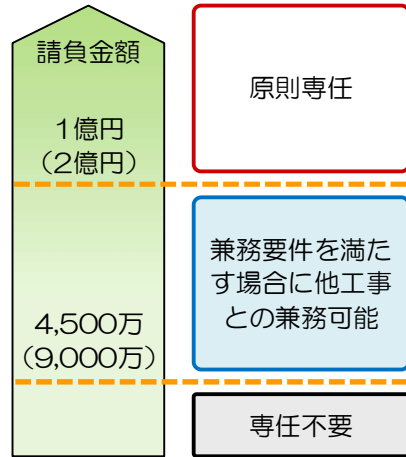 請負金額
1億円
(2億円)
4,500万
(9,000万)
原則専任
兼務要件を満た
す場合に他工事
との兼務可能
専任不要